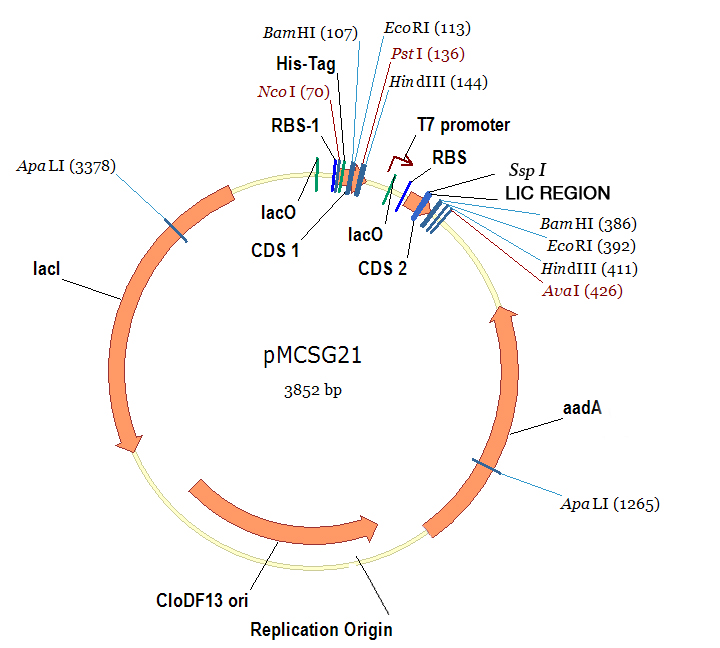 BamHI (107)
EcoRI (113)
PstI (136)
His-Tag
HindIII (144)
NcoI (70)
RBS-1
T7 promoter
RBS
ApaLI (3378)
SspI
LIC REGION
lacO
BamHI (386)
lacO
EcoRI (392)
CDS 1
CDS 2
HindIII (411)
lacI
AvaI (426)
pMCSG21
3852 bp
aadA
ApaLI (1265)
CloDF13 ori
Replication Origin